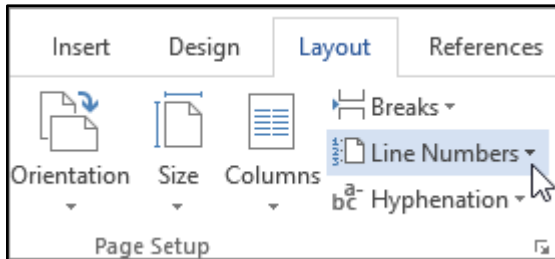 Insert Design Layout References
Breaks
Line Numbers
Orientation Size Columns
Hyphenation
Page Setup